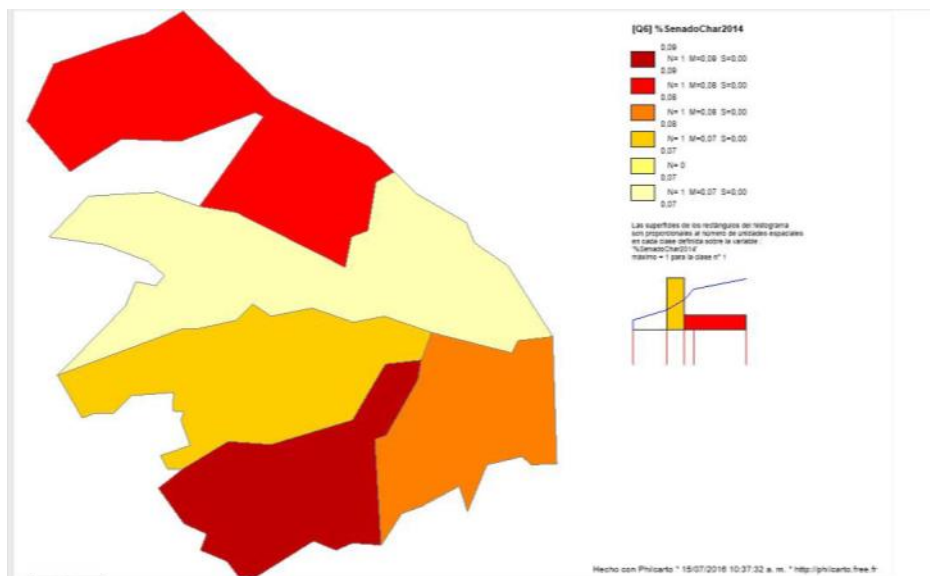 [Q6] %SenadoChar2014
0,09
N= 1 M=0,09 S=0,00
0,09
N= 1 M=0,08 S=0,00
0,08
N= 1 M=0,08 S=0,00
0,08
N= 1 M=0,07 S=0,00
0,07
N= 0
0,07
N= 1 M=0,07 S=0,00
0,07
Las superficies de los rectángulos del histograma
son proporcionales al número de unidades espaciales
en cada clase definida sobre la variable :
'%SenadoChar2014'
máximo = 1 para la clase n° 1
Hecho con Philcarto * 15/07/2016 10:37:32 a. m. * http://philcarto.free.fr